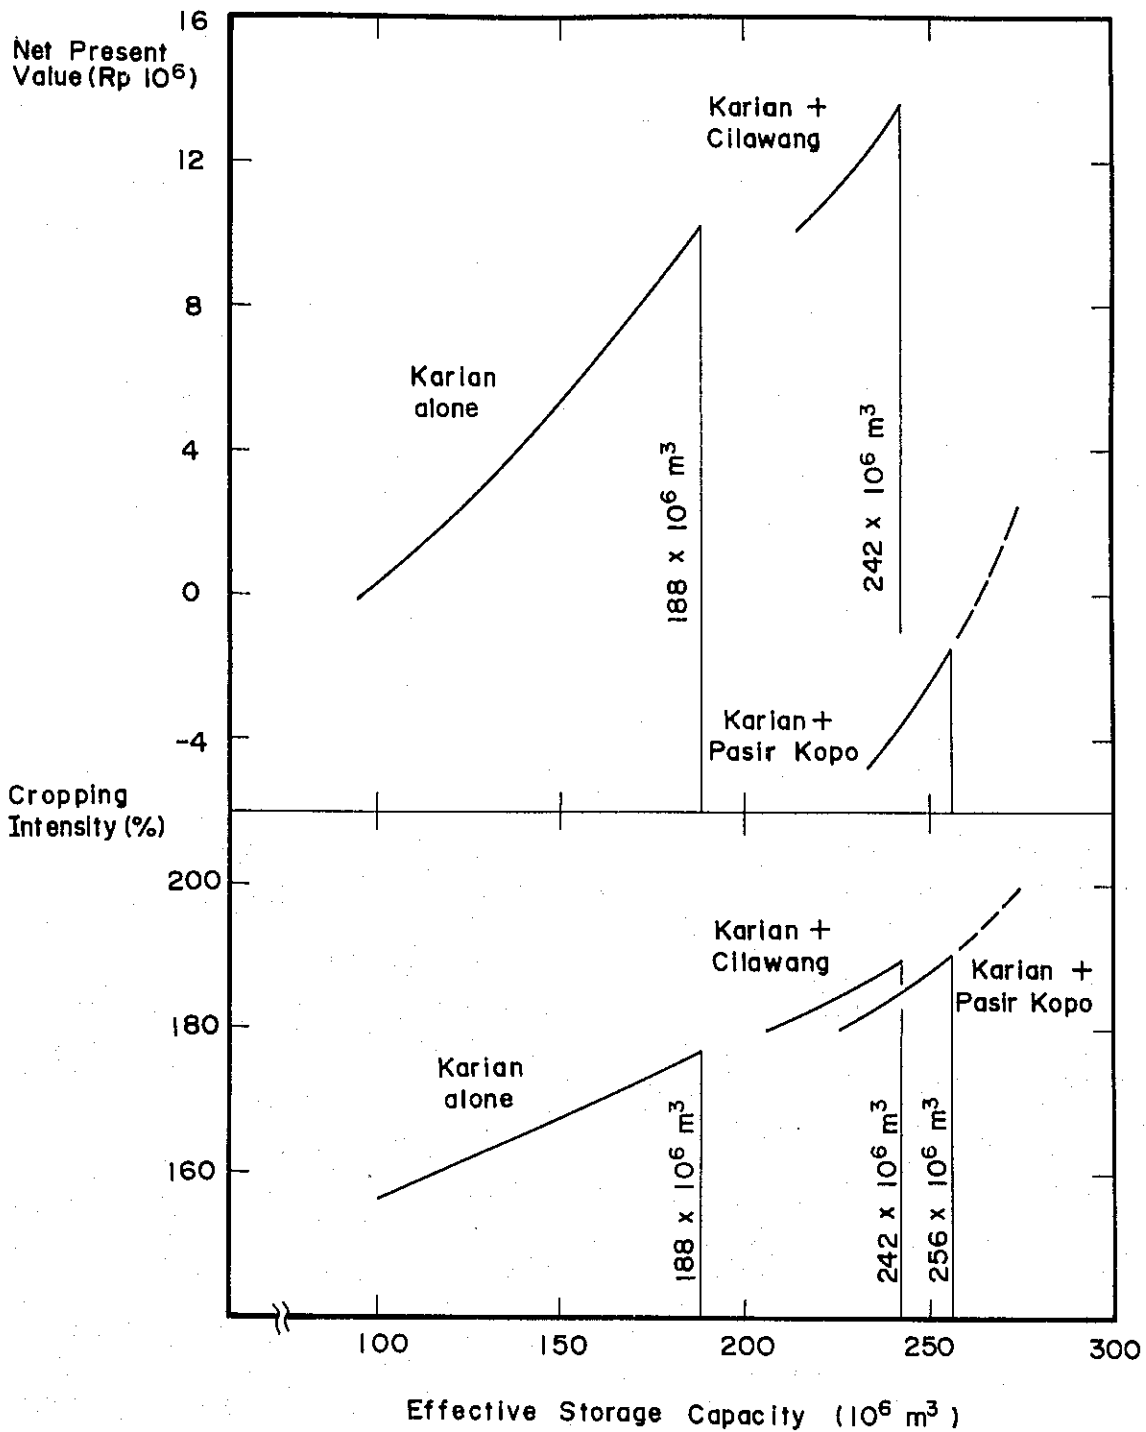 16
Net Present
Value (Rp 10⁶)
Karian +
Cilawang
12
8
Karian
alone
4
188 x 10⁶ m³
242 x 10⁶ m³
0
Karian +
Pasir Kopo
-4
Cropping
Intensity (%)
200
Karian +
Cilawang
Karian +
Pasir Kopo
180
Karian
alone
160
188 x 10⁶ m³
242 x 10⁶ m³
256 x 10⁶ m³
100 150 200 250 300
Effective Storage Capacity (10⁶ m³)